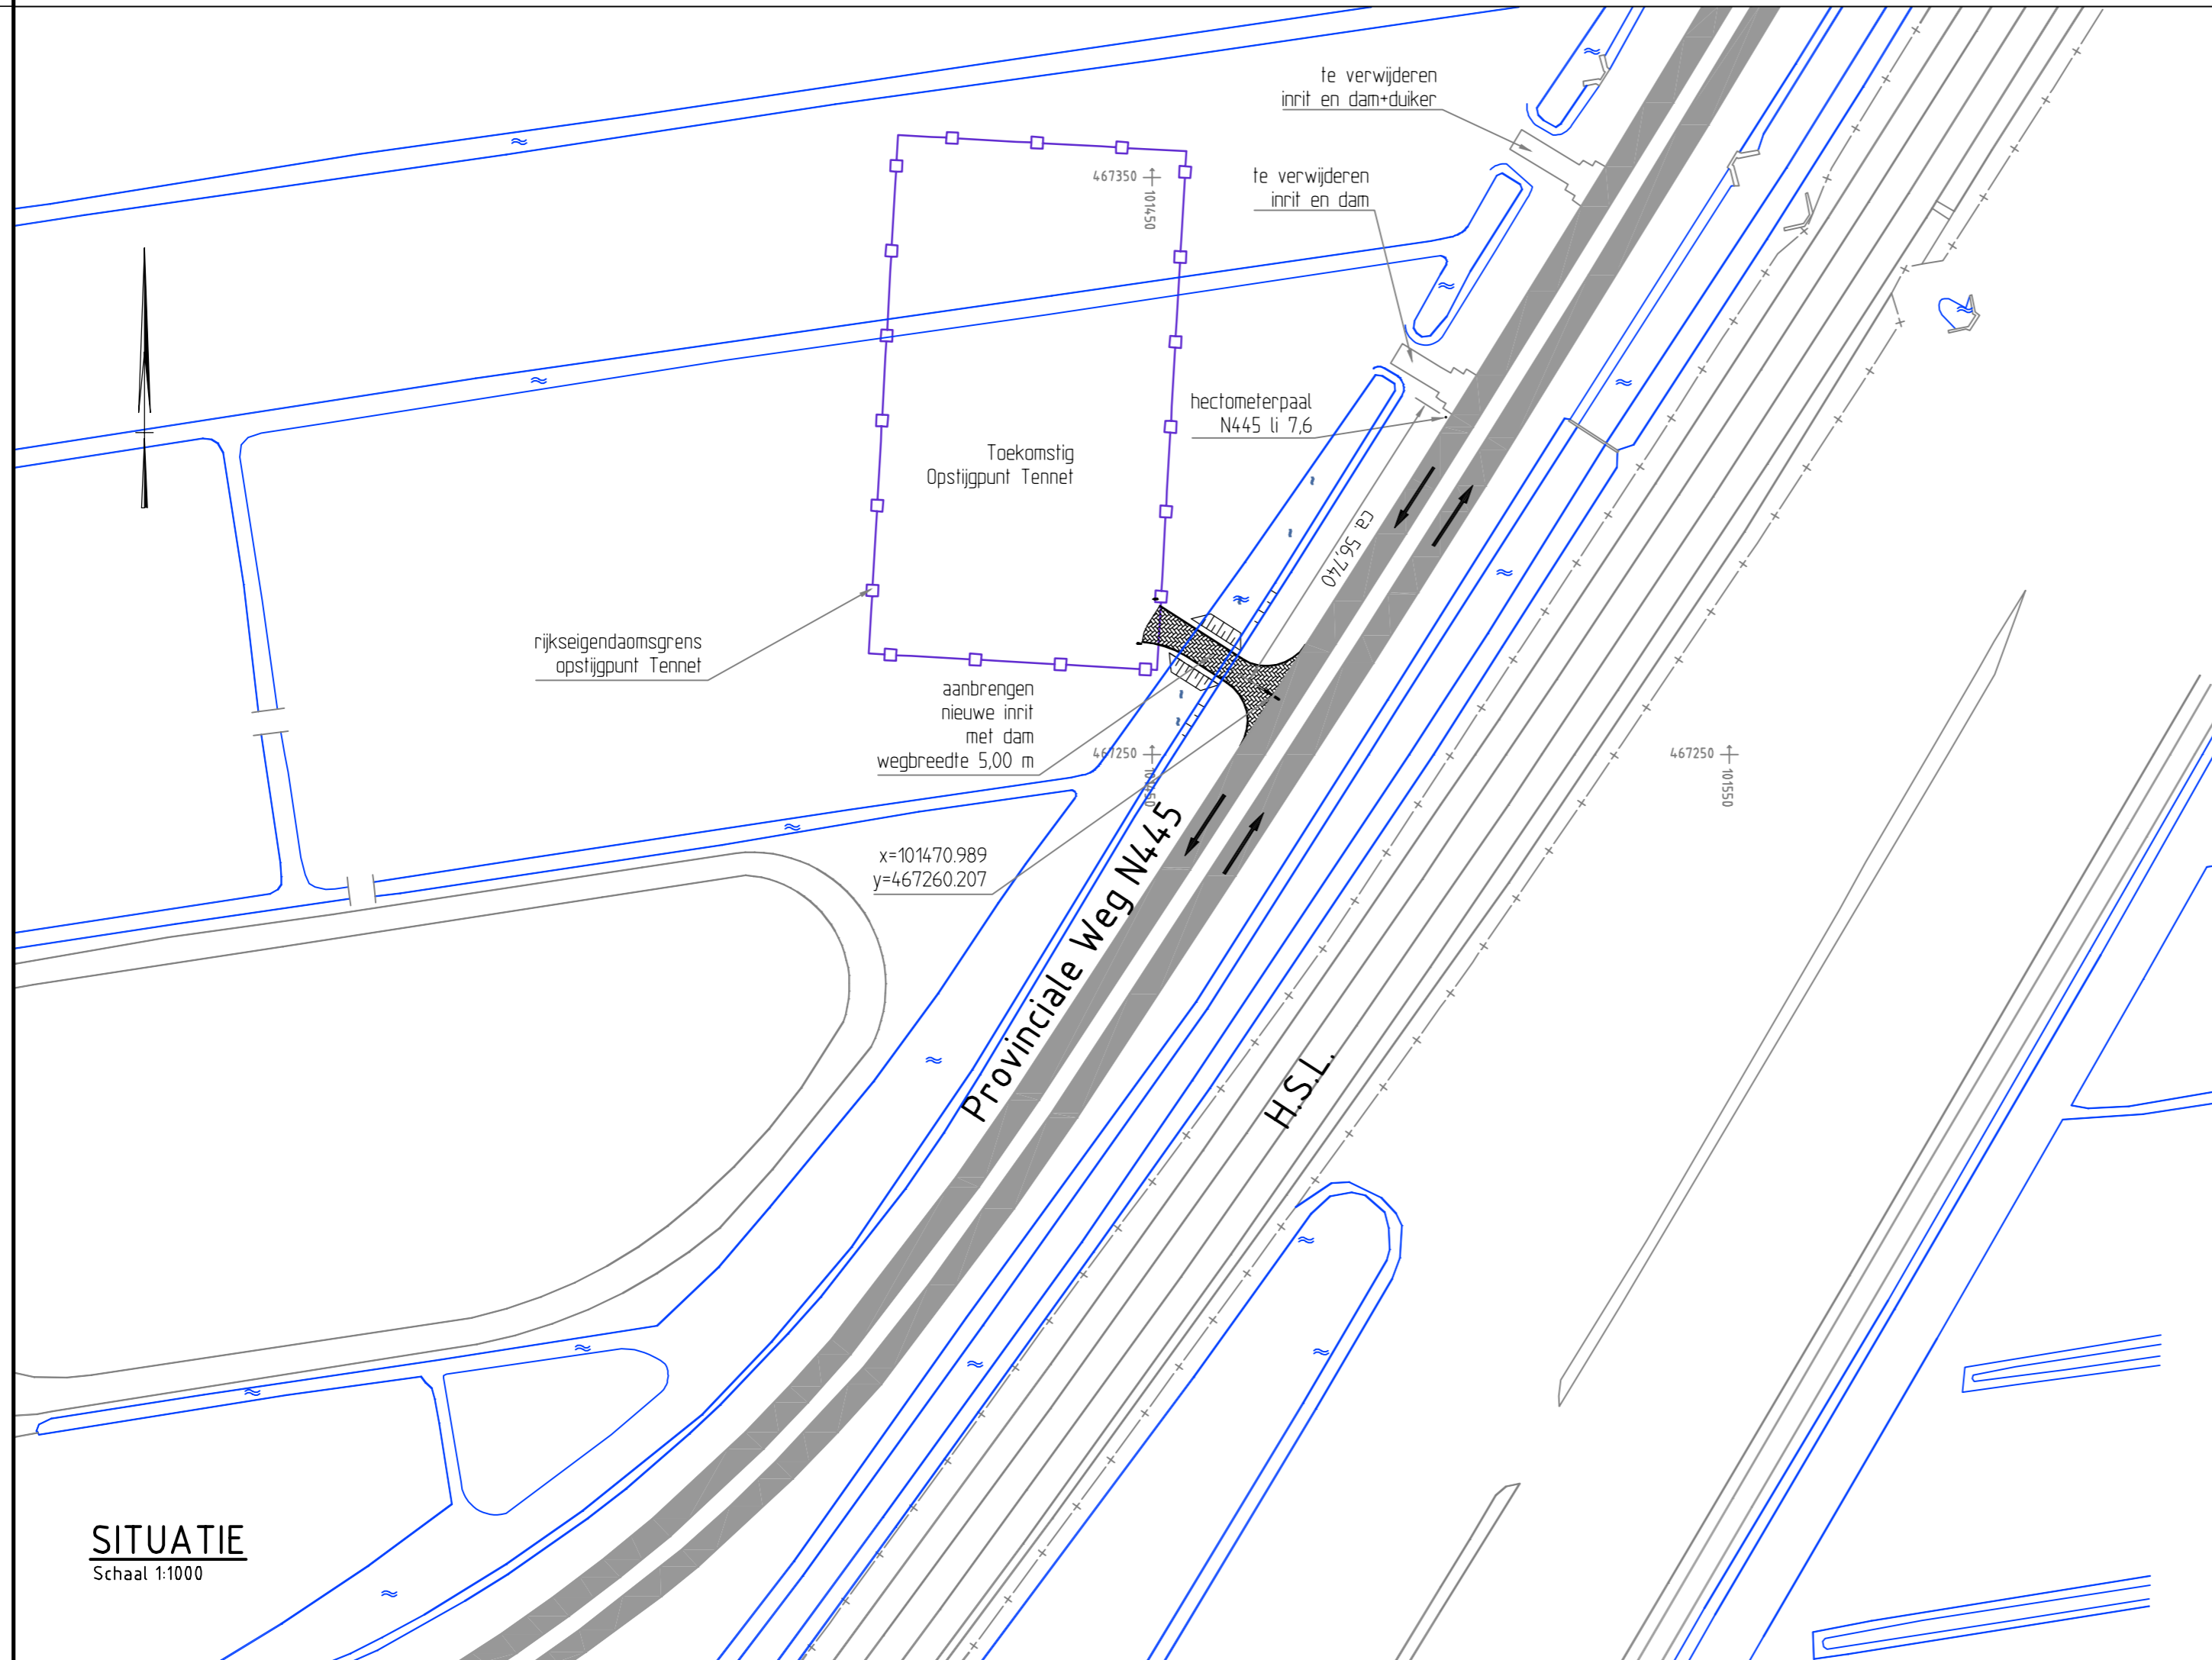 te verwijderen
inrit en dam+duiker
te verwijderen
inrit en dam
467350
101450
hectometerpaal
N445 li 7,6
Toekomstig
Opstijgpunt Tennet
ca. 56,740
rijkseigendaomsgrens
opstijgpunt Tennet
aanbrengen
nieuwe inrit
met dam
wegbreedte 5,00 m
467250
101450
467250
101550
x=101470.989
y=467260.207
Provinciale Weg N445
H.S.L.
SITUATIE
Schaal 1:1000